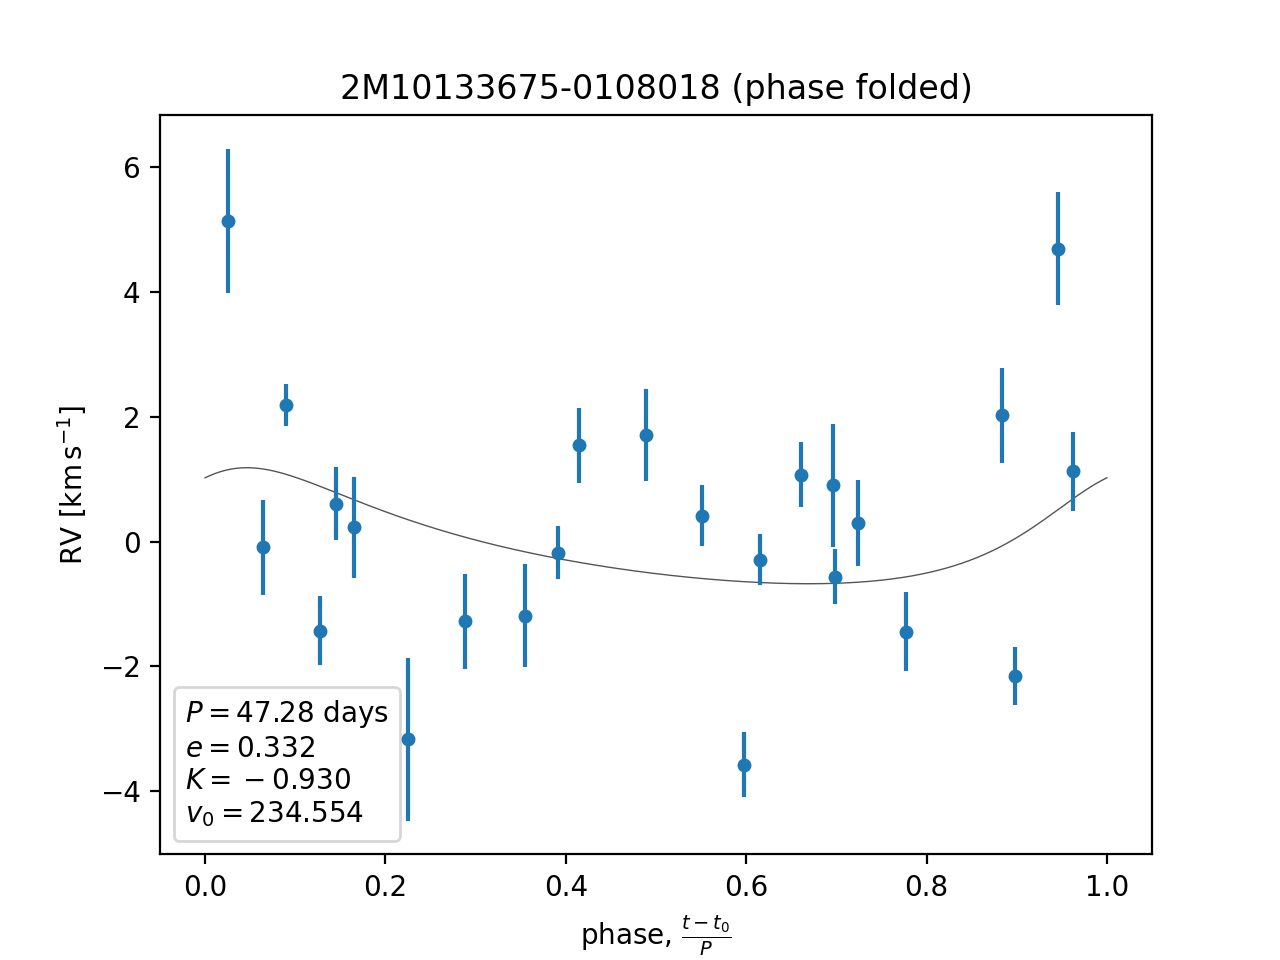 2M10133675-0108018 (phase folded)
RV [km s⁻¹]
6
4
2
0
−2
−4
P = 47.28 days
e = 0.332
K = −0.930
v₀ = 234.554
0.0 0.2 0.4 0.6 0.8 1.0
phase, (t − t₀)/P